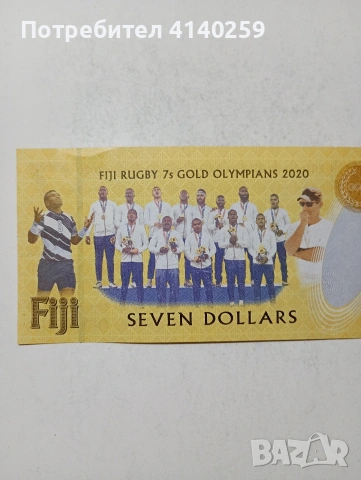 Потребител 4140259
FIJI RUGBY 7s GOLD OLYMPIANS 2020
Fiji
SEVEN DOLLARS
BAZAR